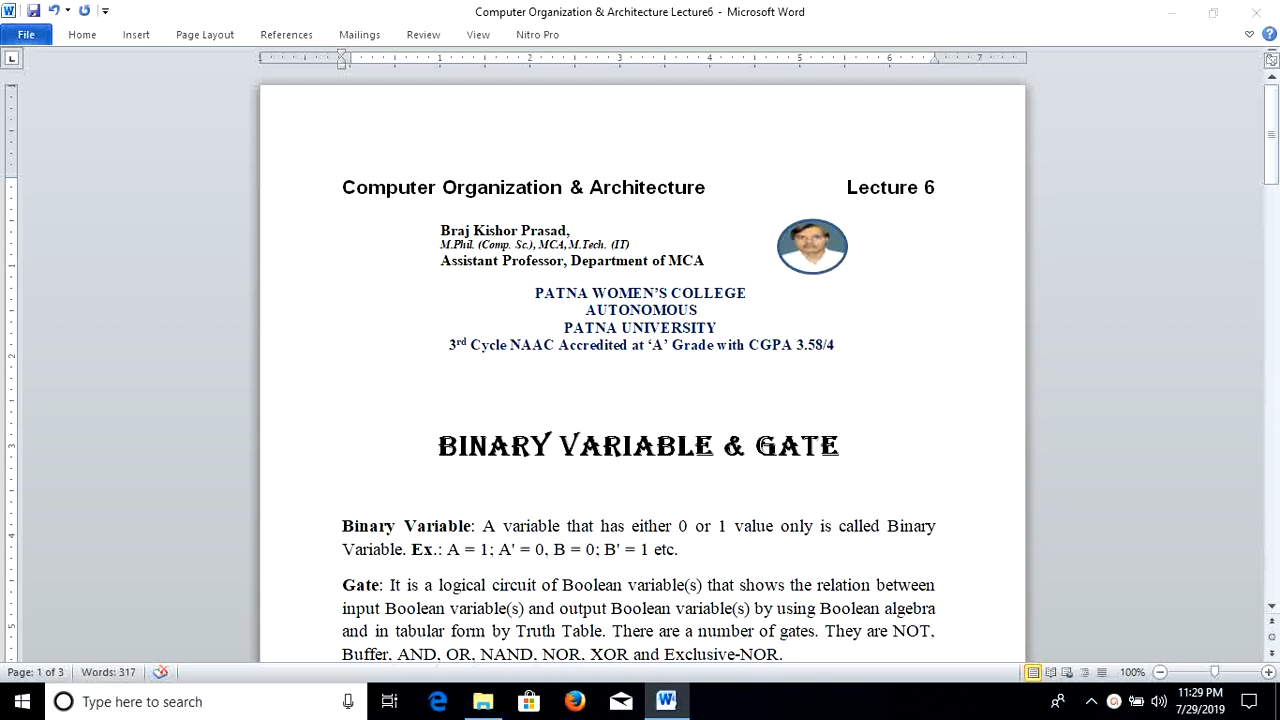 Computer Organization & Architecture Lecture6 - Microsoft Word
File Home Insert Page Layout References Mailings Review View Nitro Pro
1 2 3 4 5 6 7
Computer Organization & Architecture Lecture 6
Braj Kishor Prasad,
M.Phil. (Comp. Sc.), MCA, M.Tech. (IT)
Assistant Professor, Department of MCA
PATNA WOMEN'S COLLEGE
AUTONOMOUS
PATNA UNIVERSITY
3rd Cycle NAAC Accredited at ‘A’ Grade with CGPA 3.58/4
BINARY VARIABLE & GATE
Binary Variable: A variable that has either 0 or 1 value only is called Binary
Variable. Ex.: A = 1; A' = 0, B = 0; B' = 1 etc.
Gate: It is a logical circuit of Boolean variable(s) that shows the relation between
input Boolean variable(s) and output Boolean variable(s) by using Boolean algebra
and in tabular form by Truth Table. There are a number of gates. They are NOT,
Buffer, AND, OR, NAND, NOR, XOR and Exclusive-NOR.
Page: 1 of 3 Words: 317 100%
Type here to search
11:29 PM
7/29/2019